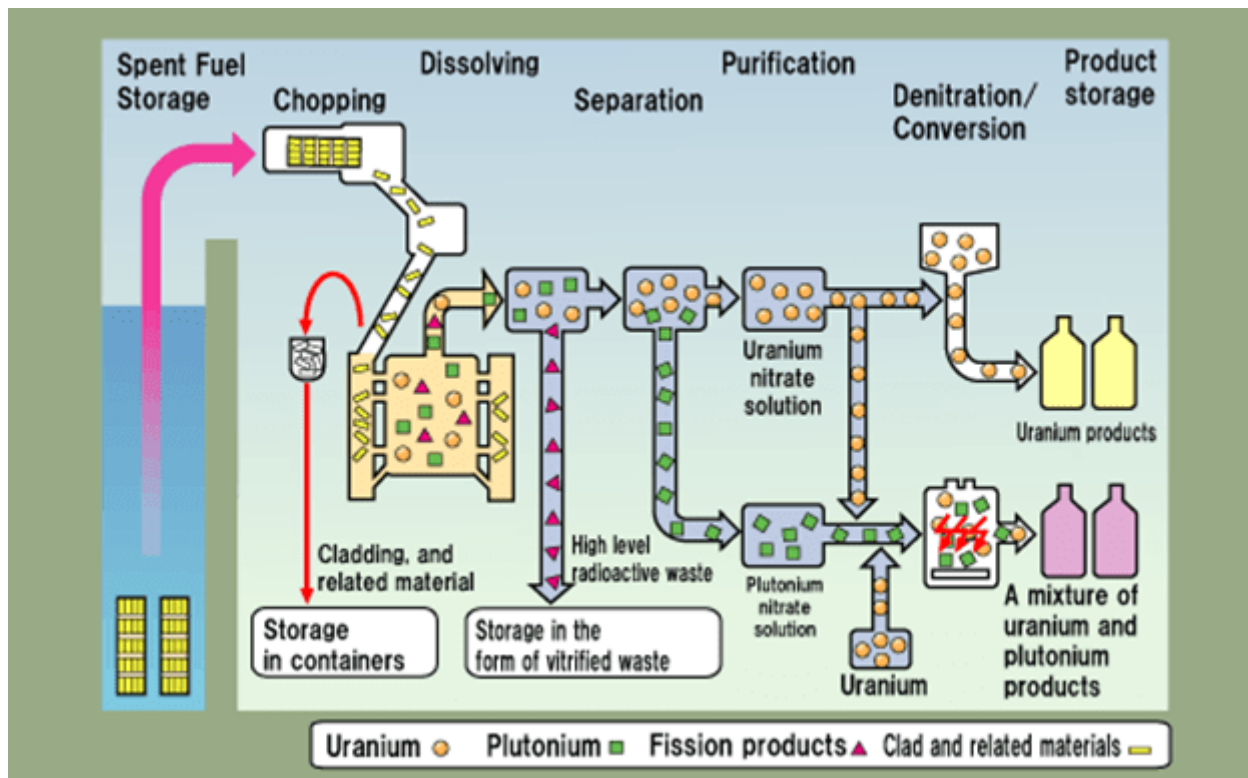 Spent Fuel
Storage
Chopping
Dissolving
Separation
Purification
Denitration/
Conversion
Product
storage
Uranium
nitrate
solution
Uranium products
Cladding, and
related material
High level
radioactive waste
Plutonium
nitrate
solution
Storage
in containers
Storage in the
form of vitrified waste
Uranium
A mixture of
uranium and
plutonium
products
Uranium
Plutonium
Fission products
Clad and related materials